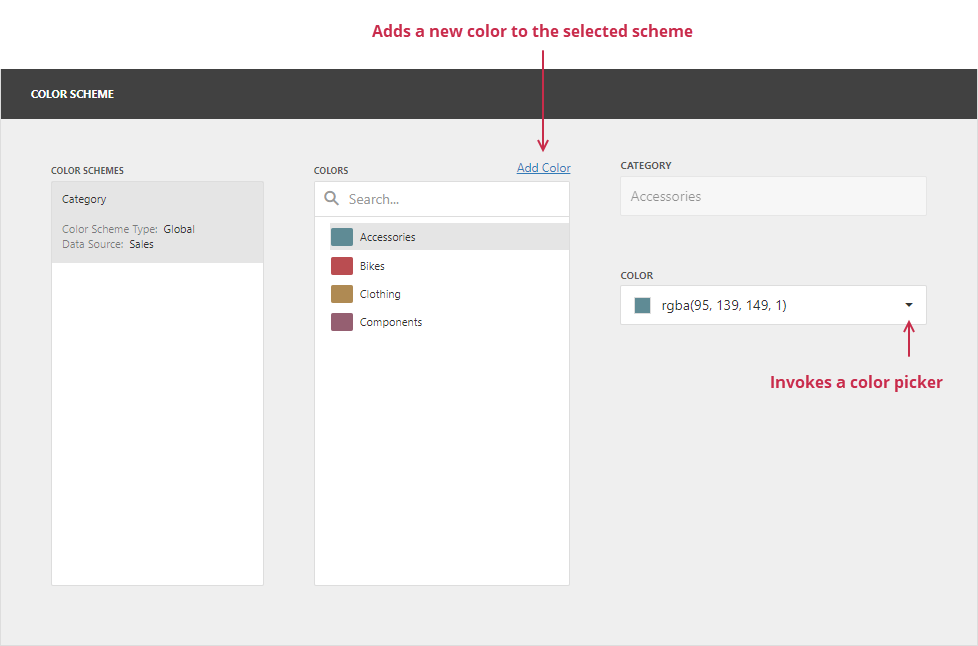 Adds a new color to the selected scheme
COLOR SCHEME
COLOR SCHEMES
Category
Color Scheme Type: Global
Data Source: Sales
COLORS
Add Color
Search...
Accessories
Bikes
Clothing
Components
CATEGORY
Accessories
COLOR
rgba(95, 139, 149, 1)
Invokes a color picker